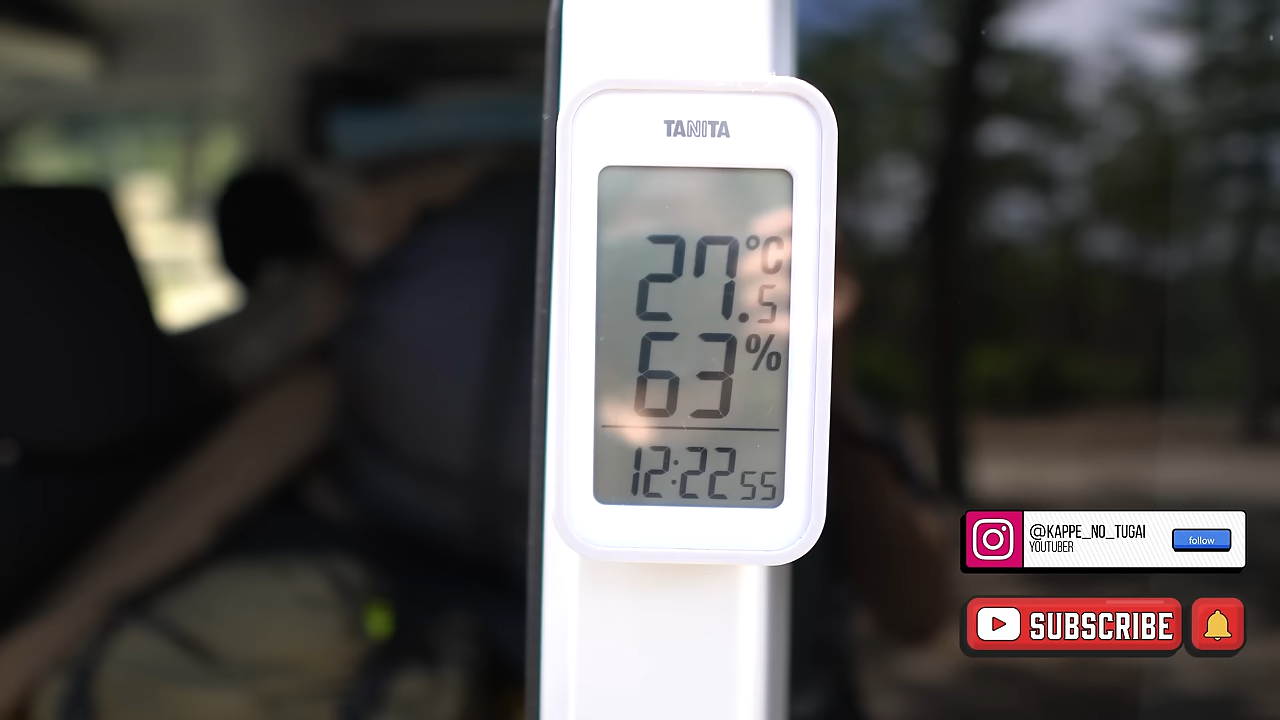 TANITA
27.5°C
63%
12:22 55
@KAPPE_NO_TUGAI
YOUTUBER
follow
SUBSCRIBE